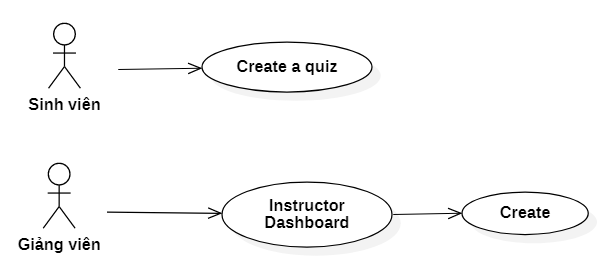 Create a quiz
Sinh viên
Instructor
Dashboard
Create
Giảng viên